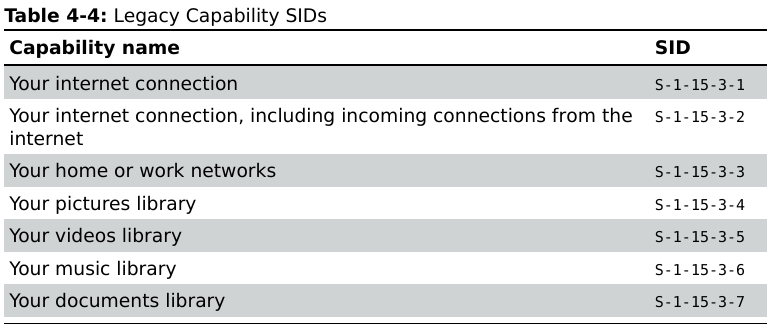 Table 4-4: Legacy Capability SIDs
Capability name SID
Your internet connection S-1-15-3-1
Your internet connection, including incoming connections from the S-1-15-3-2
internet
Your home or work networks S-1-15-3-3
Your pictures library S-1-15-3-4
Your videos library S-1-15-3-5
Your music library S-1-15-3-6
Your documents library S-1-15-3-7